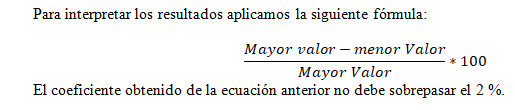 Para interpretar los resultados aplicamos la siguiente fórmula:
Mayor valor − menor Valor
* 100
Mayor Valor
El coeficiente obtenido de la ecuación anterior no debe sobrepasar el 2 %.